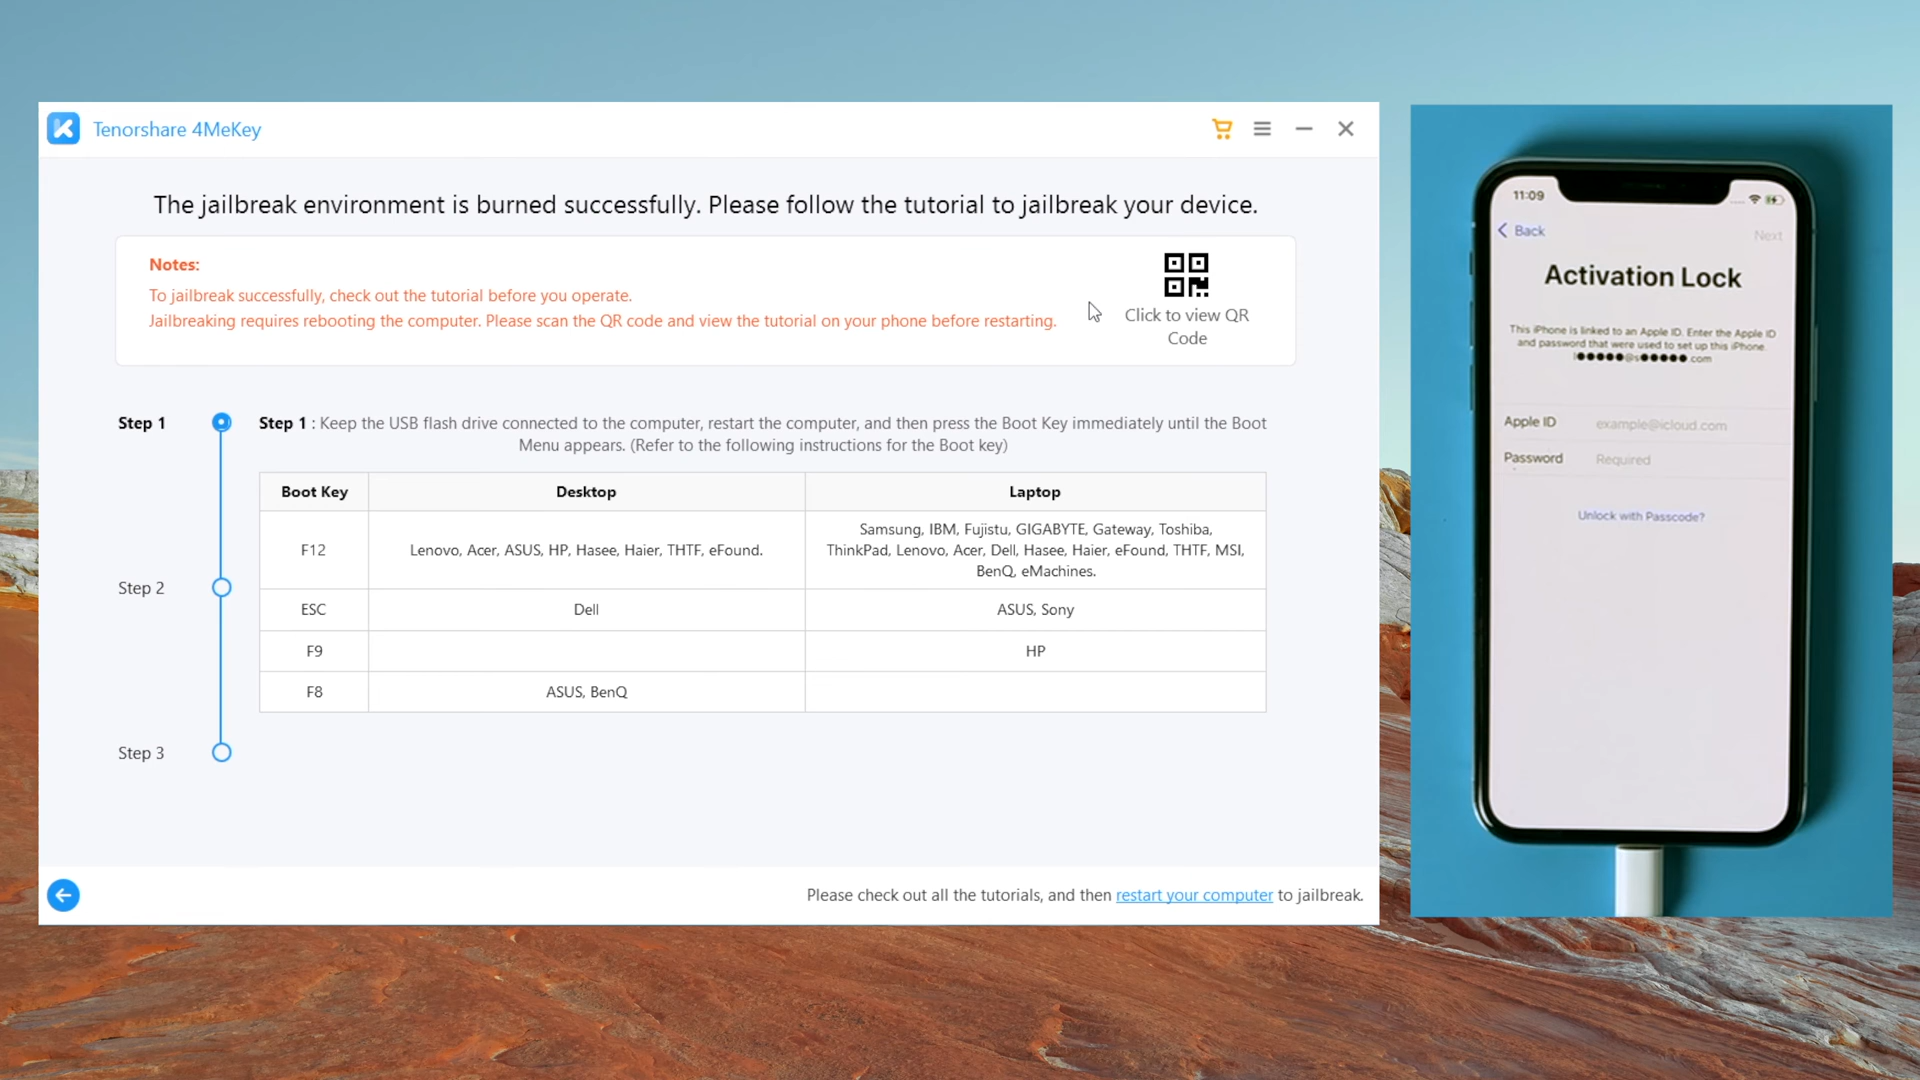 Tenorshare 4MeKey
The jailbreak environment is burned successfully. Please follow the tutorial to jailbreak your device.
Notes:
To jailbreak successfully, check out the tutorial before you operate.
Jailbreaking requires rebooting the computer. Please scan the QR code and view the tutorial on your phone before restarting.
Click to view QR
Code
Step 1
Step 1 : Keep the USB flash drive connected to the computer, restart the computer, and then press the Boot Key immediately until the Boot
Menu appears. (Refer to the following instructions for the Boot key)
Boot Key Desktop Laptop
F12 Lenovo, Acer, ASUS, HP, Hasee, Haier, THTF, eFound. Samsung, IBM, Fujistu, GIGABYTE, Gateway, Toshiba,
ThinkPad, Lenovo, Acer, Dell, Hasee, Haier, eFound, THTF, MSI,
BenQ, eMachines.
Step 2
ESC Dell ASUS, Sony
F9 HP
F8 ASUS, BenQ
Step 3
Please check out all the tutorials, and then restart your computer to jailbreak.
11:09
Back
Next
Activation Lock
This iPhone is linked to an Apple ID. Enter the Apple ID
and password that were used to set up this iPhone.
l●●●●●@s●●●●●.com
Apple ID example@icloud.com
Password Required
Unlock with Passcode?